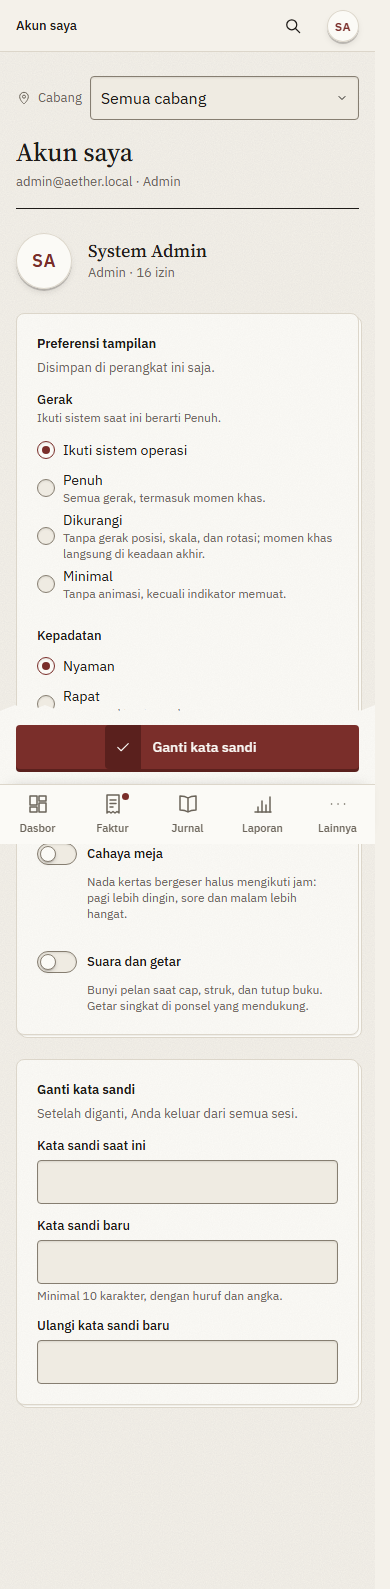 Akun saya
SA
Cabang
Semua cabang
Akun saya
admin@aether.local · Admin
SA
System Admin
Admin · 16 izin
Preferensi tampilan
Disimpan di perangkat ini saja.
Gerak
Ikuti sistem saat ini berarti Penuh.
Ikuti sistem operasi
Penuh
Semua gerak, termasuk momen khas.
Dikurangi
Tanpa gerak posisi, skala, dan rotasi; momen khas
langsung di keadaan akhir.
Minimal
Tanpa animasi, kecuali indikator memuat.
Kepadatan
Nyaman
Rapat
Ganti kata sandi
Dasbor
Faktur
Jurnal
Laporan
Lainnya
Cahaya meja
Nada kertas bergeser halus mengikuti jam:
pagi lebih dingin, sore dan malam lebih
hangat.
Suara dan getar
Bunyi pelan saat cap, struk, dan tutup buku.
Getar singkat di ponsel yang mendukung.
Ganti kata sandi
Setelah diganti, Anda keluar dari semua sesi.
Kata sandi saat ini
Kata sandi baru
Minimal 10 karakter, dengan huruf dan angka.
Ulangi kata sandi baru